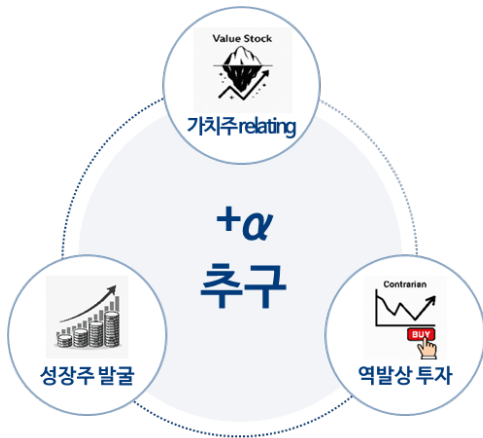 Value Stock
가치주relating
+α
추구
성장주 발굴
Contrarian
BUY
역발상 투자